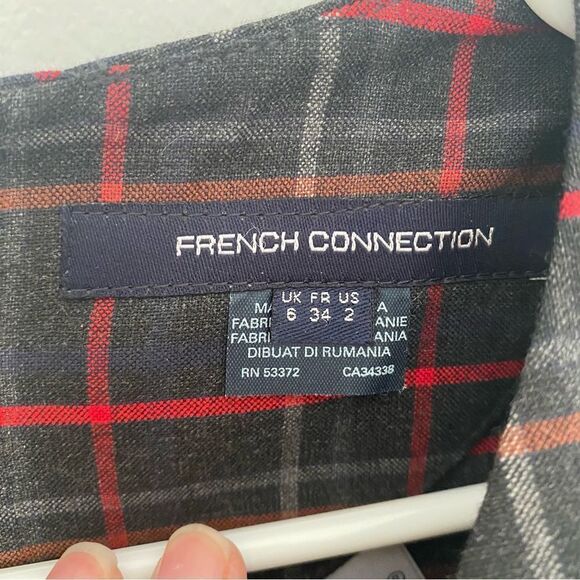 FRENCH CONNECTION
UK FR US
6 34 2
DIBUAT DI RUMANIA
RN 53372 CA34338